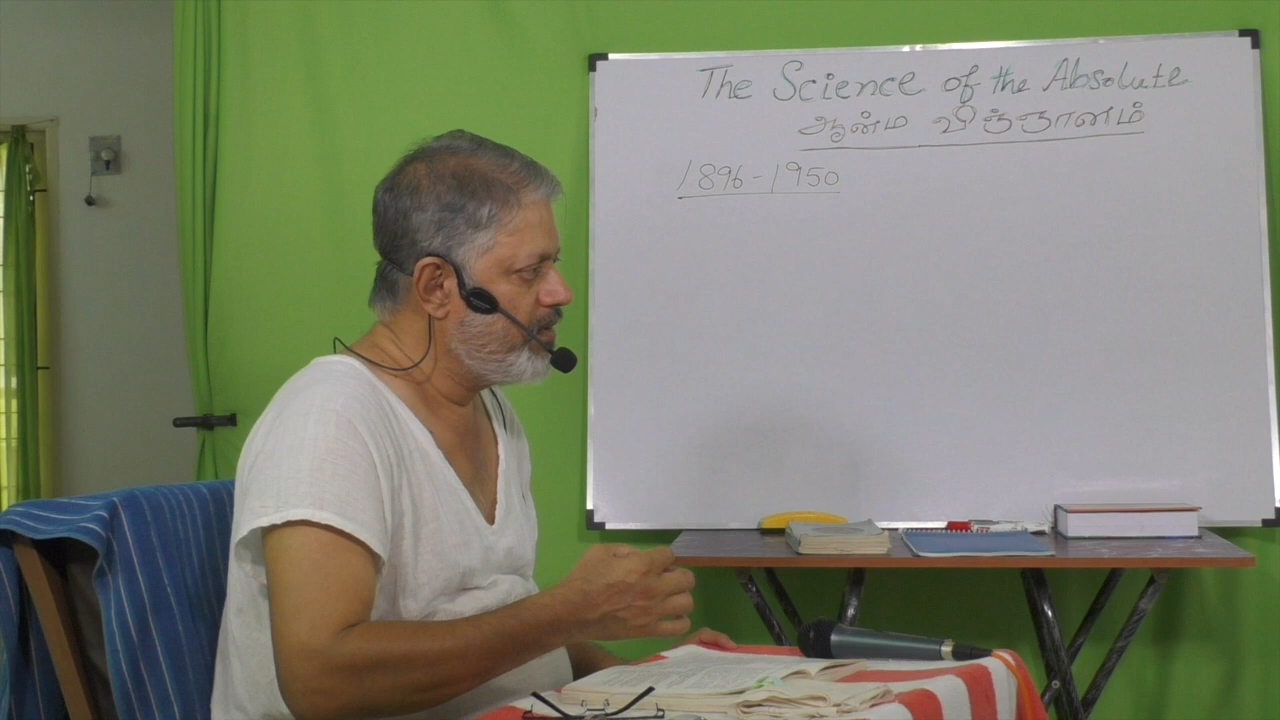 The Science of the Absolute
ஆன்ம விஞ்ஞானம்
1896-1950